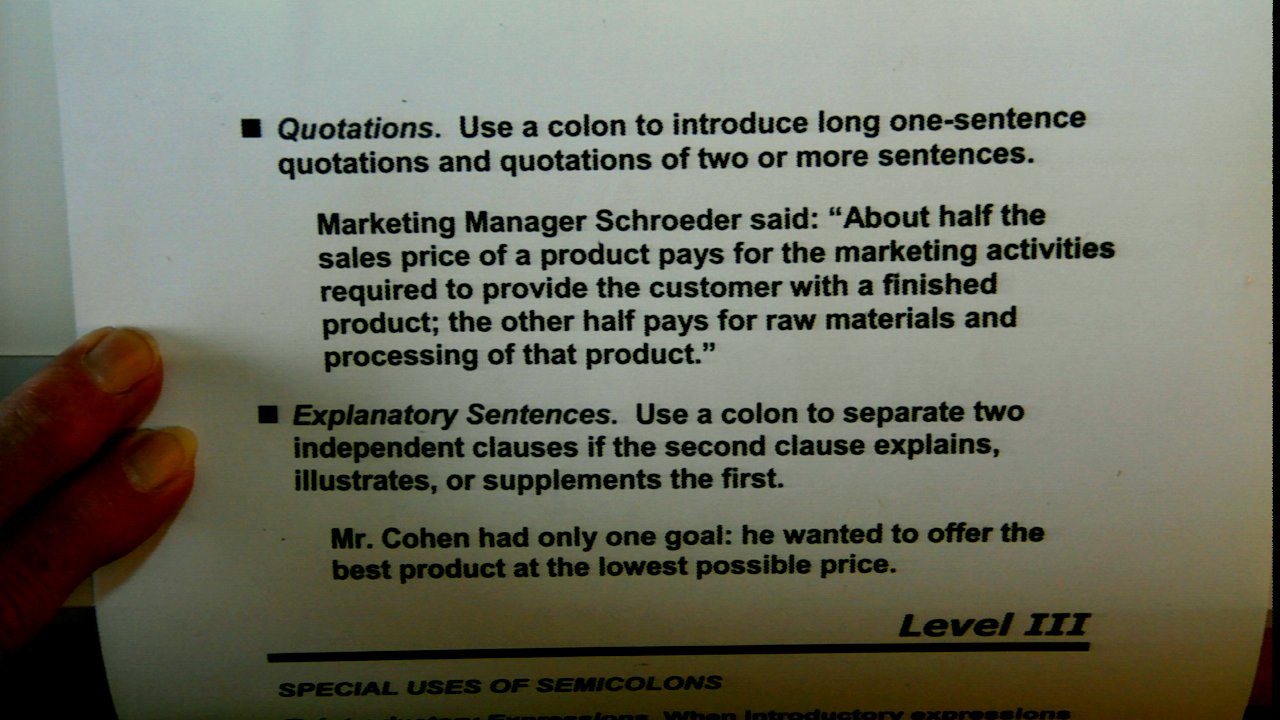 ■ Quotations. Use a colon to introduce long one-sentence
quotations and quotations of two or more sentences.
Marketing Manager Schroeder said: “About half the
sales price of a product pays for the marketing activities
required to provide the customer with a finished
product; the other half pays for raw materials and
processing of that product.”
■ Explanatory Sentences. Use a colon to separate two
independent clauses if the second clause explains,
illustrates, or supplements the first.
Mr. Cohen had only one goal: he wanted to offer the
best product at the lowest possible price.
Level III
SPECIAL USES OF SEMICOLONS
Expressions. When introductory expressions